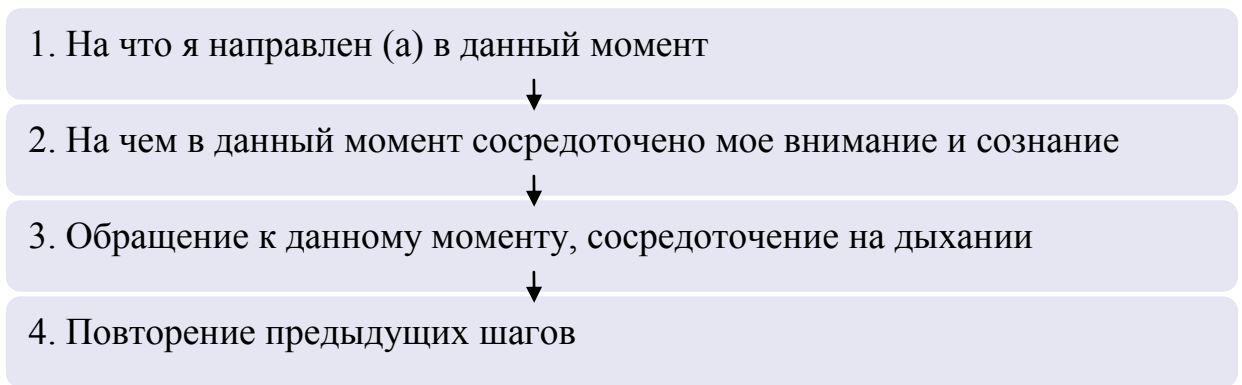 1. На что я направлен (а) в данный момент
2. На чем в данный момент сосредоточено мое внимание и сознание
3. Обращение к данному моменту, сосредоточение на дыхании
4. Повторение предыдущих шагов